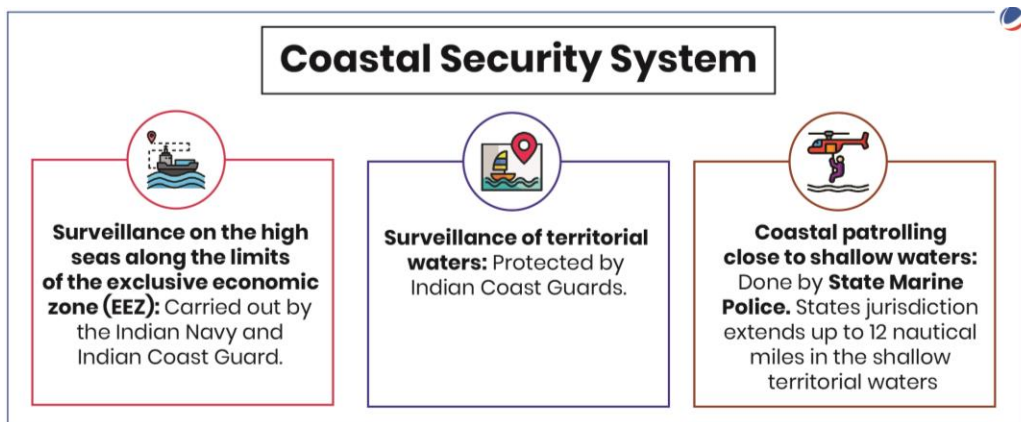 Coastal Security System
Surveillance on the high
seas along the limits
of the exclusive economic
zone (EEZ): Carried out by
the Indian Navy and
Indian Coast Guard.
Surveillance of territorial
waters: Protected by
Indian Coast Guards.
Coastal patrolling
close to shallow waters:
Done by State Marine
Police. States jurisdiction
extends up to 12 nautical
miles in the shallow
territorial waters